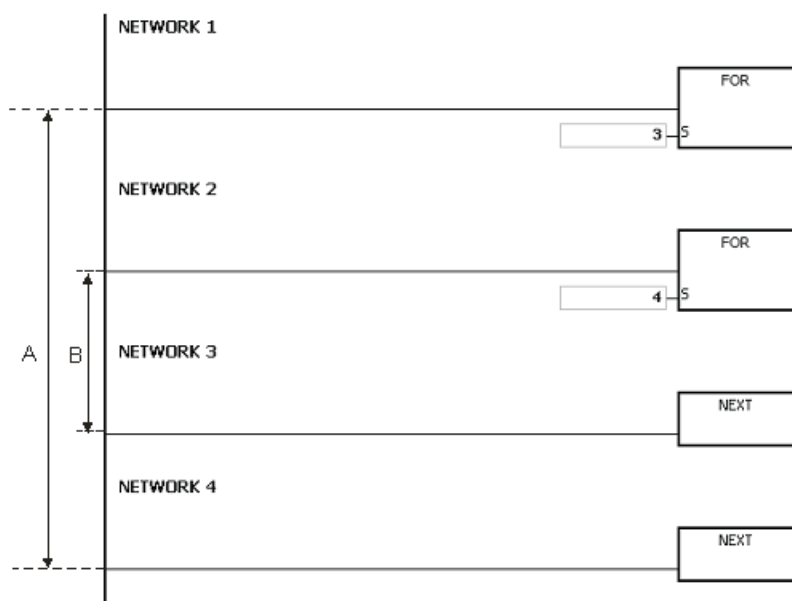 NETWORK 1
FOR
3 S
NETWORK 2
FOR
4 S
A
B
NETWORK 3
NEXT
NETWORK 4
NEXT